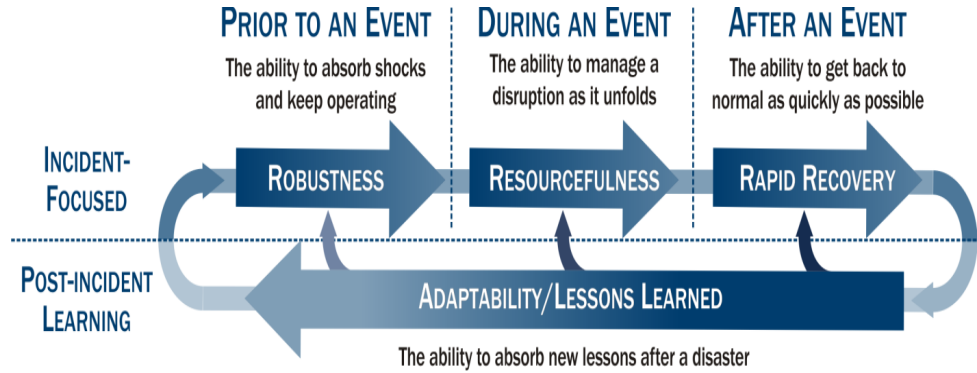 PRIOR TO AN EVENT
The ability to absorb shocks
and keep operating
DURING AN EVENT
The ability to manage a
disruption as it unfolds
AFTER AN EVENT
The ability to get back to
normal as quickly as possible
INCIDENT-
FOCUSED
ROBUSTNESS
RESOURCEFULNESS
RAPID RECOVERY
POST-INCIDENT
LEARNING
ADAPTABILITY/LESSONS LEARNED
The ability to absorb new lessons after a disaster